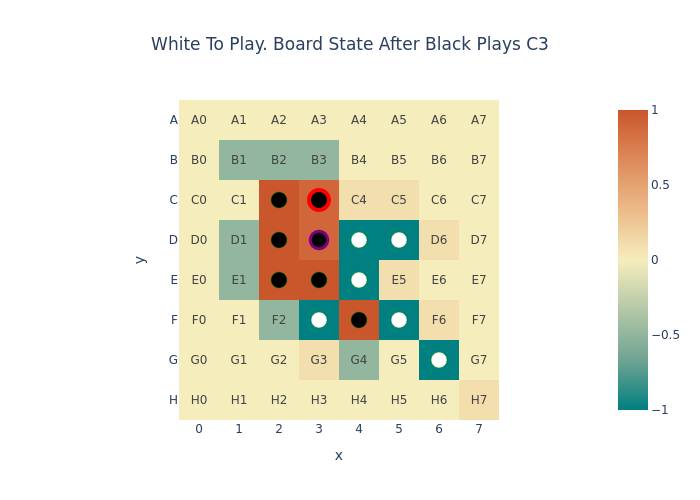 White To Play. Board State After Black Plays C3
A A0 A1 A2 A3 A4 A5 A6 A7
B B0 B1 B2 B3 B4 B5 B6 B7
C C0 C1 C4 C5 C6 C7
D D0 D1 D6 D7
E E0 E1 E5 E6 E7
F F0 F1 F2 F6 F7
G G0 G1 G2 G3 G4 G5 G7
H H0 H1 H2 H3 H4 H5 H6 H7
0 1 2 3 4 5 6 7
x
y
1
0.5
0
−0.5
−1